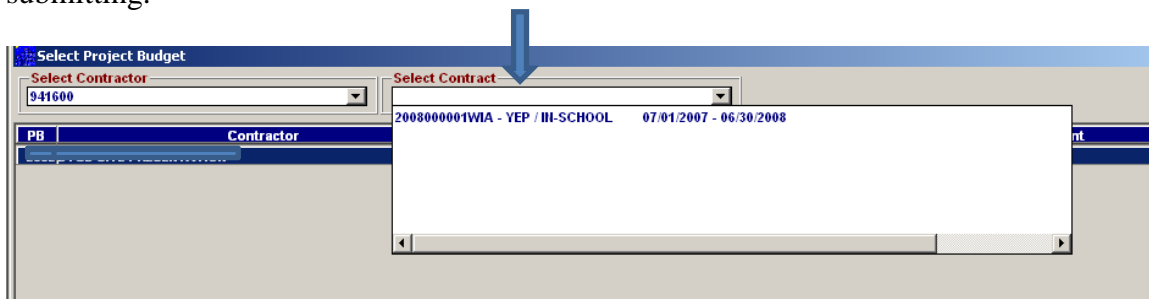 submitting.
Select Project Budget
Select Contractor Select Contract
941600
2008000001WIA - YEP / IN-SCHOOL 07/01/2007 - 06/30/2008
PB Contractor nt